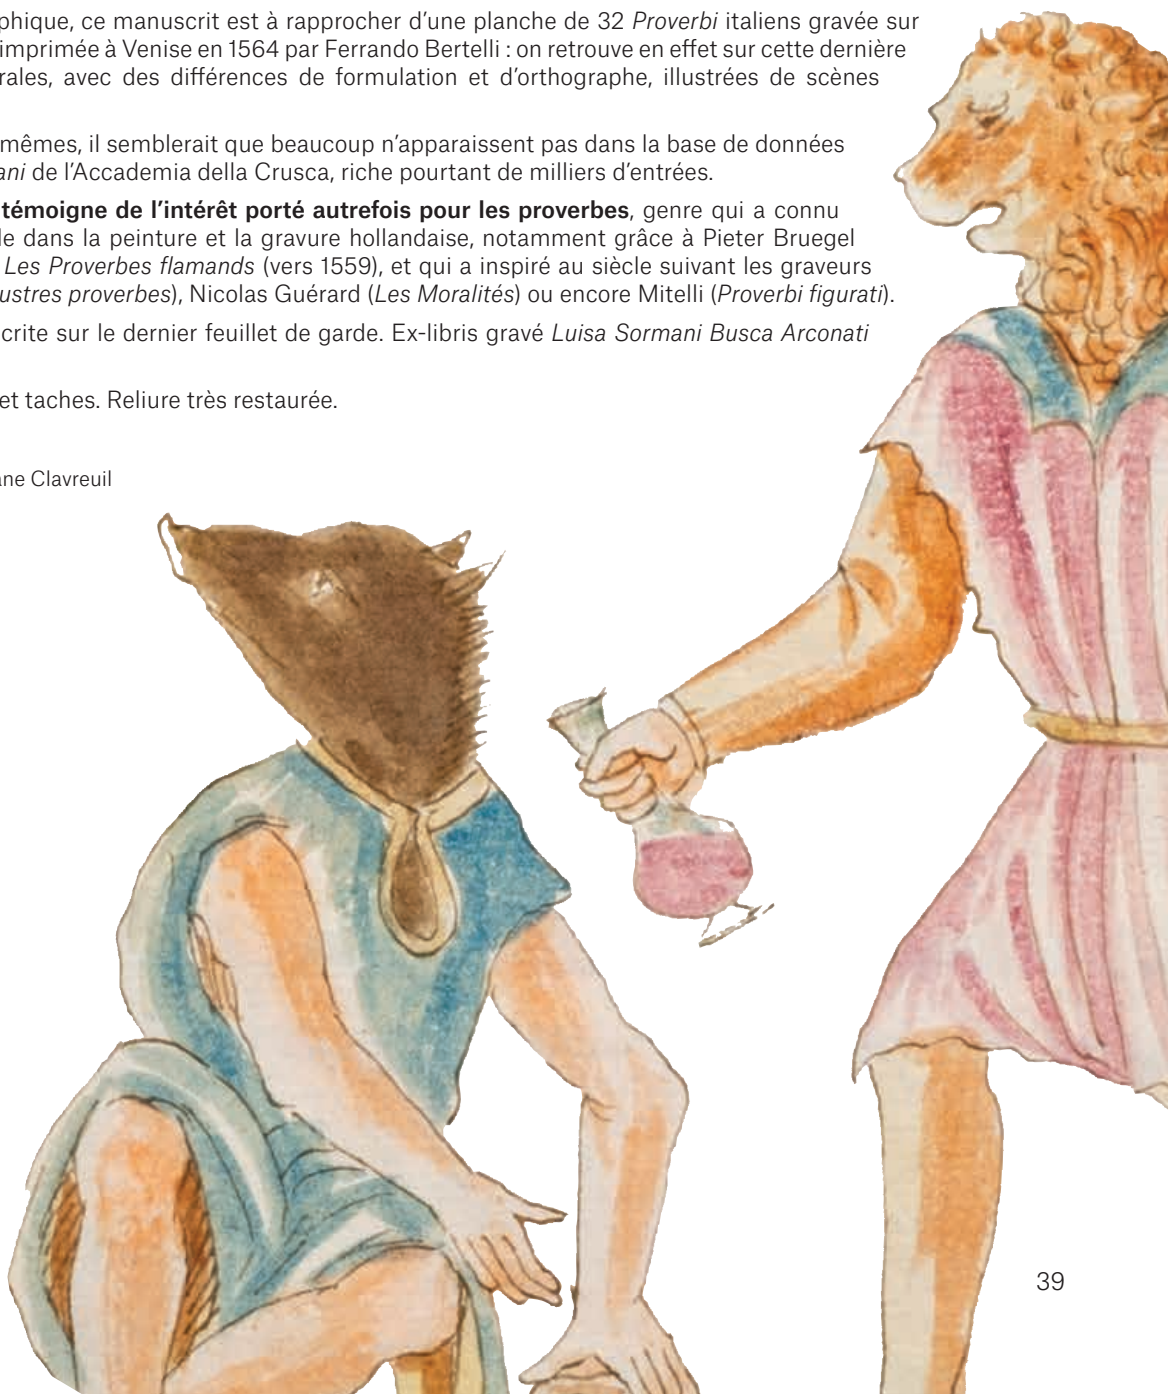 phique, ce manuscrit est à rapprocher d’une planche de 32 Proverbi italiens gravée sur
imprimée à Venise en 1564 par Ferrando Bertelli : on retrouve en effet sur cette dernière
rales, avec des différences de formulation et d’orthographe, illustrées de scènes
mêmes, il semblerait que beaucoup n’apparaissent pas dans la base de données
ani de l’Accademia della Crusca, riche pourtant de milliers d’entrées.
témoigne de l’intérêt porté autrefois pour les proverbes, genre qui a connu
le dans la peinture et la gravure hollandaise, notamment grâce à Pieter Bruegel
Les Proverbes flamands (vers 1559), et qui a inspiré au siècle suivant les graveurs
ustres proverbes), Nicolas Guérard (Les Moralités) ou encore Mitelli (Proverbi figurati).
crite sur le dernier feuillet de garde. Ex-libris gravé Luisa Sormani Busca Arconati
et taches. Reliure très restaurée.
ane Clavreuil
39